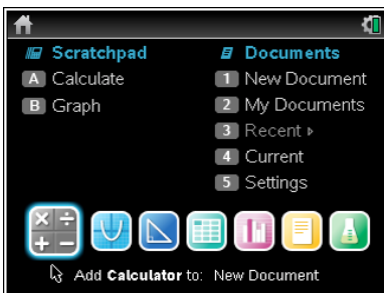 Scratchpad
A Calculate
B Graph
Documents
1 New Document
2 My Documents
3 Recent ▸
4 Current
5 Settings
Add Calculator to: New Document